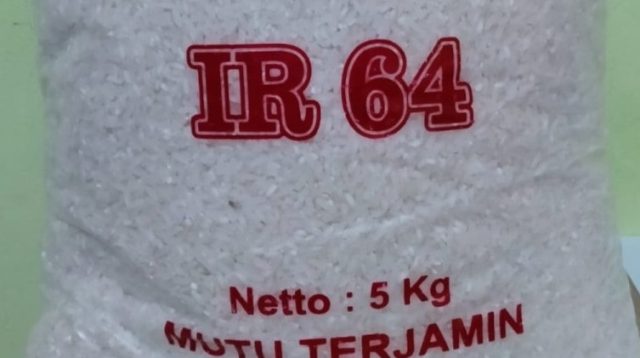 IR 64
Netto : 5 Kg
MUTU TERJAMIN